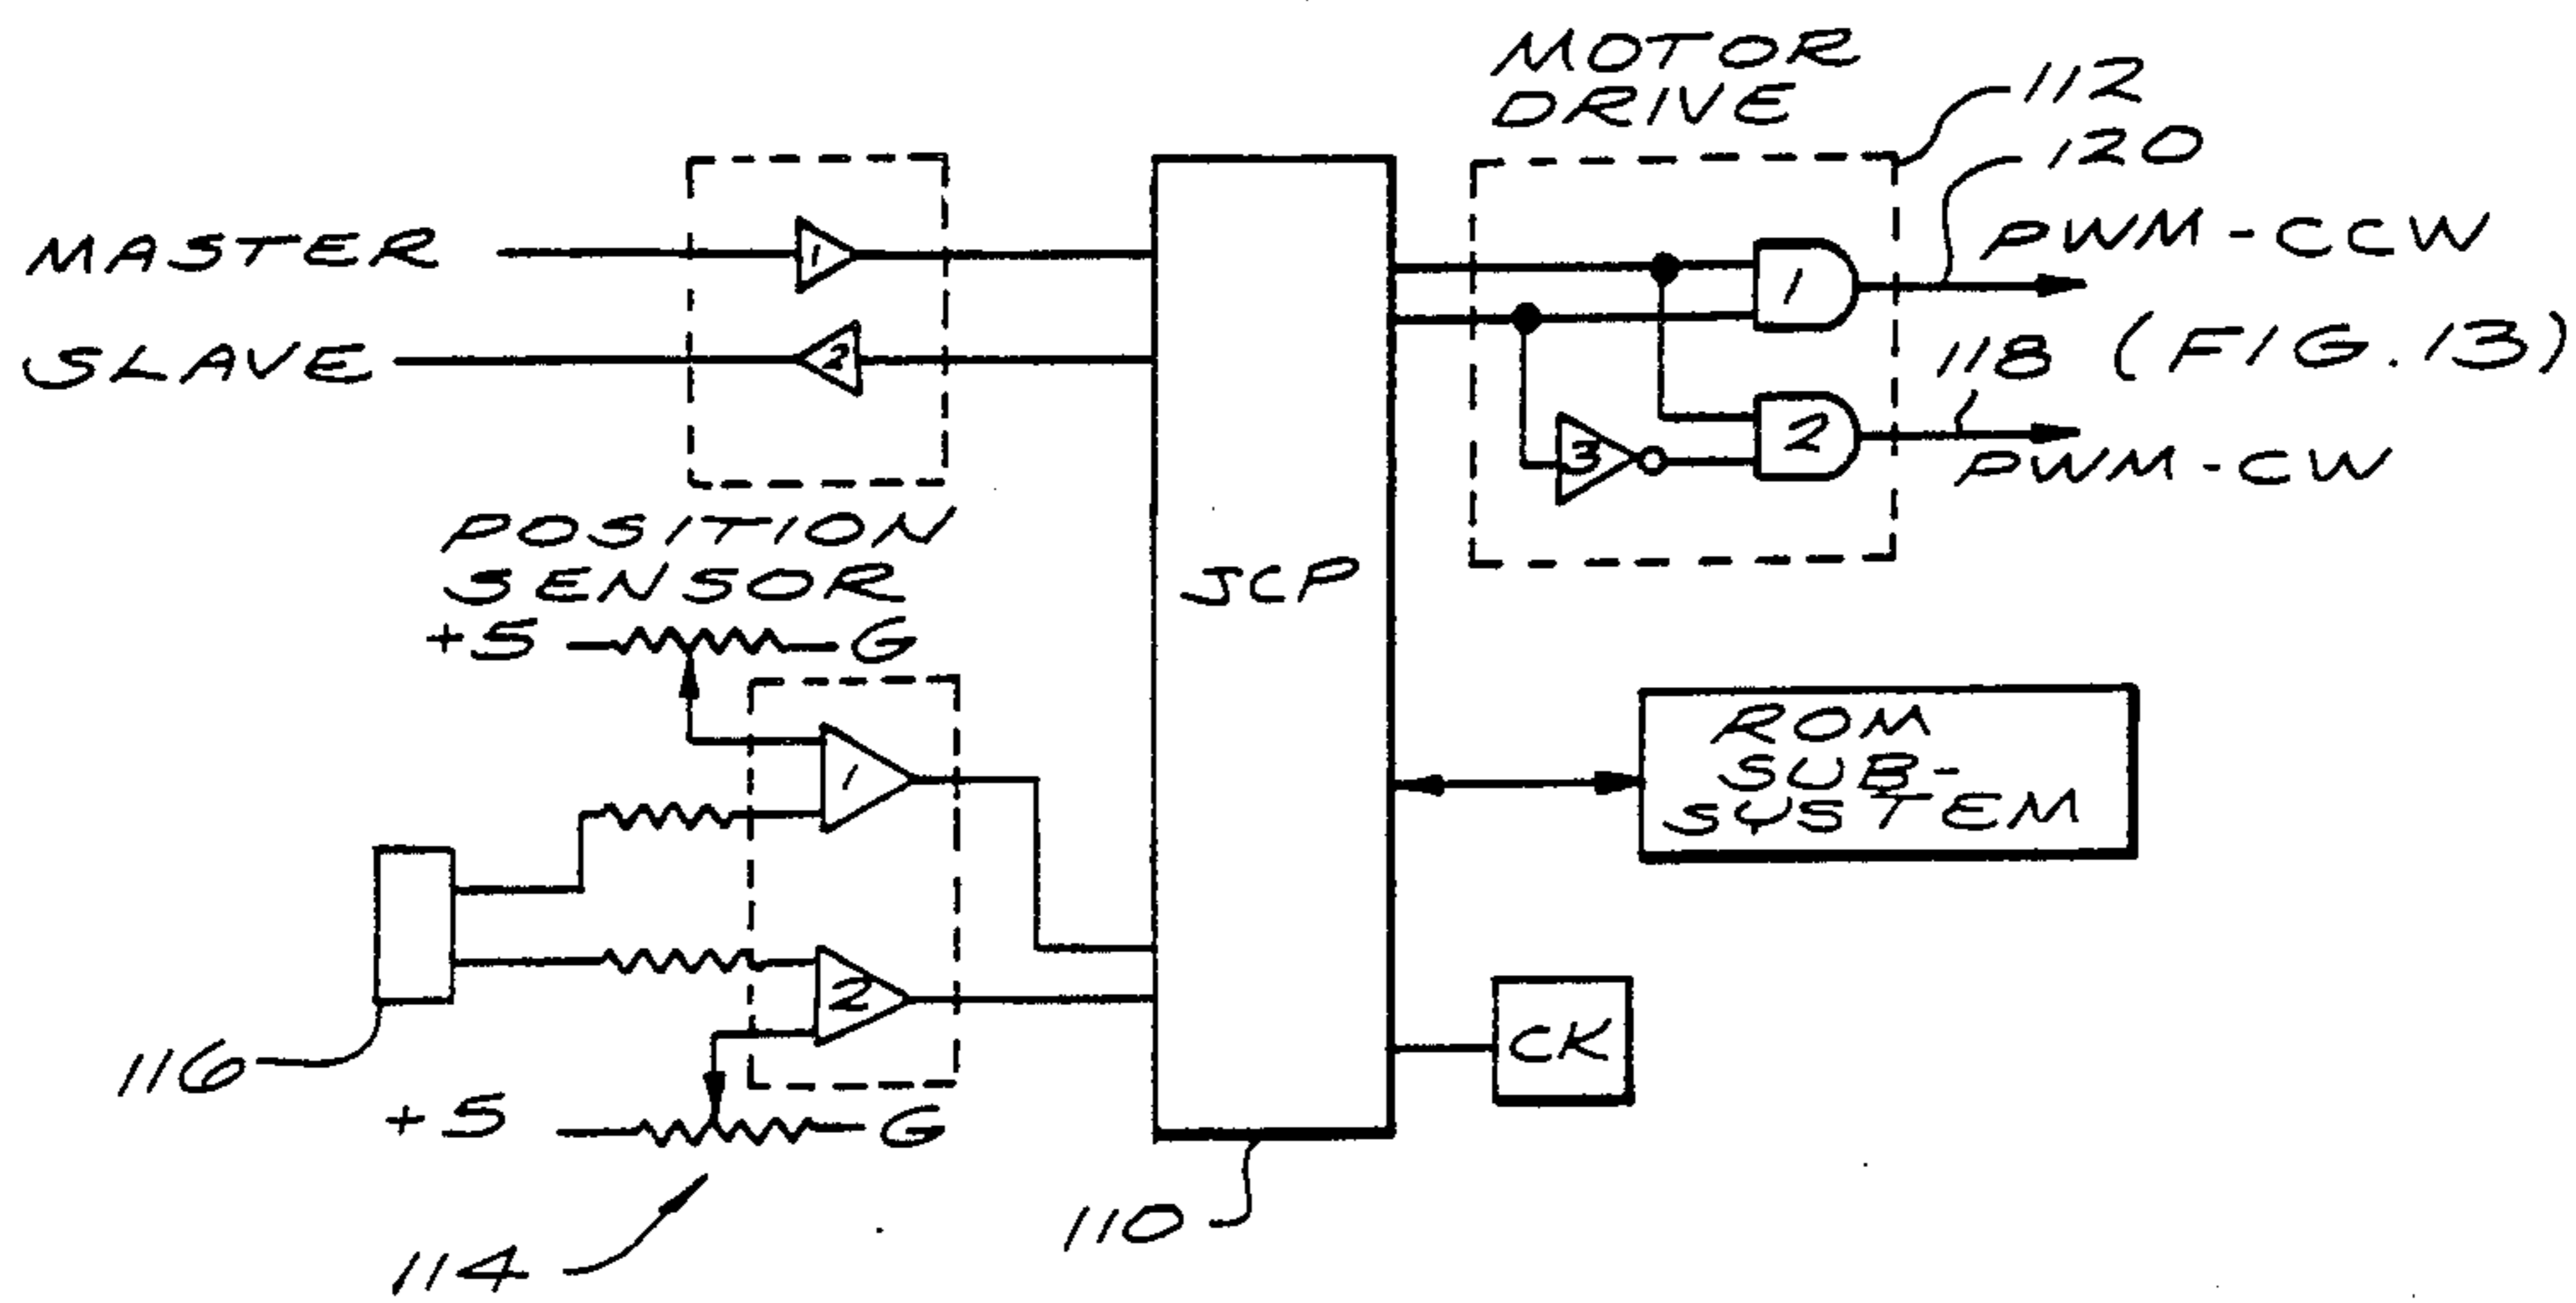 MOTOR
DRIVE
112
120
MASTER
1
PWM-CCW
1
SLAVE
2
118
(FIG.13)
2
3
PWM-CW
POSITION
SENSOR
JCP
+5
G
ROM
SUB-
SYSTEM
1
2
CK
116
+5
G
110
114